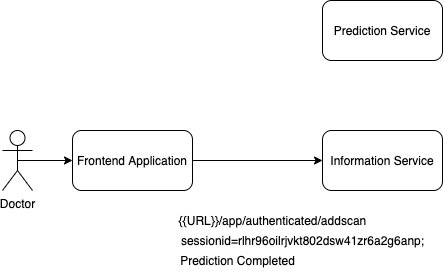 Prediction Service
Frontend Application
Information Service
Doctor
{{URL}}/app/authenticated/addscan
sessionid=rlhr96oilrjvkt802dsw41zr6a2g6anp;
Prediction Completed